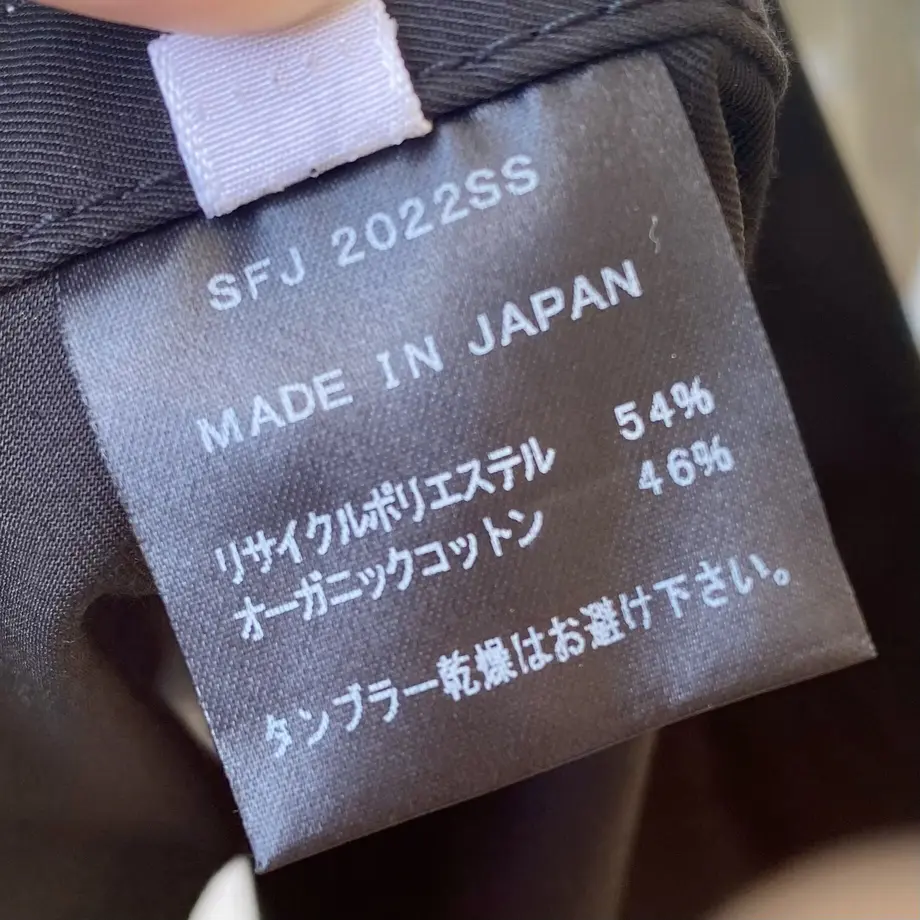 SFJ 2022SS
MADE IN JAPAN
リサイクルポリエステル 54%
オーガニックコットン 46%
タンブラー乾燥はお避け下さい。